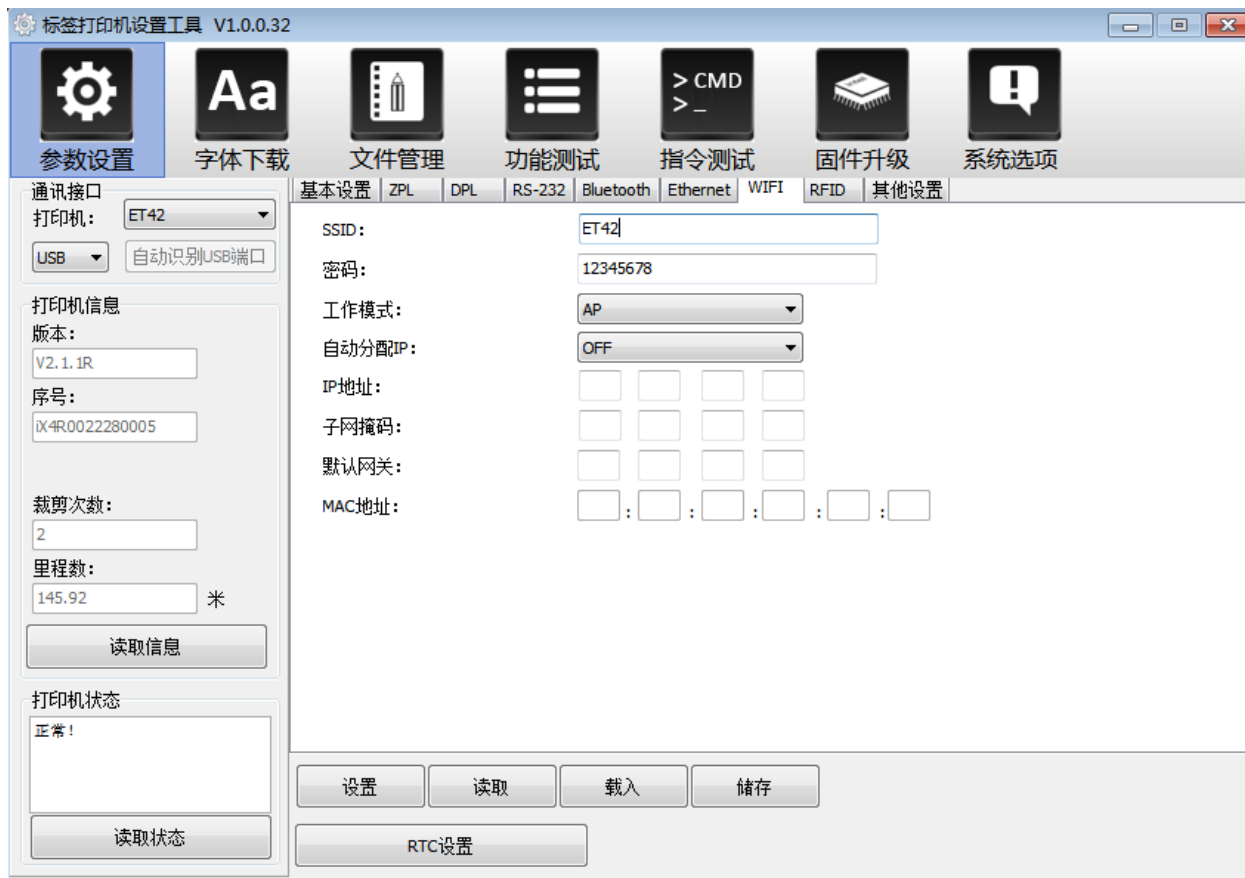 标签打印机设置工具 V1.0.0.32
Aa
> CMD
> _
参数设置 字体下载 文件管理 功能测试 指令测试 固件升级 系统选项
通讯接口
打印机: ET42
USB 自动识别USB端口
打印机信息
版本:
V2.1.1R
序号:
iX4R0022280005
裁剪次数:
2
里程数:
145.92 米
读取信息
打印机状态
正常!
读取状态
基本设置 ZPL DPL RS-232 Bluetooth Ethernet WIFI RFID 其他设置
SSID: ET42
密码: 12345678
工作模式: AP
自动分配IP: OFF
IP地址:
子网掩码:
默认网关:
MAC地址: : : : : :
设置 读取 载入 储存
RTC设置